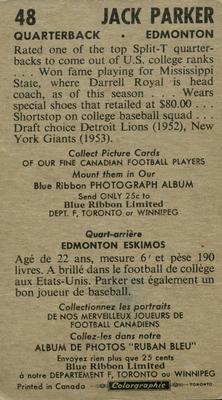 48 JACK PARKER
QUARTERBACK • EDMONTON
Rated one of the top Split-T quarter-
backs to come out of U.S. college ranks
. . . Won fame playing for Mississippi
State, where Darrell Royal is head
coach, as of this season . . . Wears
special shoes that retailed at $80.00 . . .
Shortstop on college baseball squad . . .
Draft choice Detroit Lions (1952), New
York Giants (1953).
Collect Picture Cards
OF OUR FINE CANADIAN FOOTBALL PLAYERS
Mount them in Our
Blue Ribbon PHOTOGRAPH ALBUM
Send ONLY 25c to
Blue Ribbon Limited
DEPT. F, TORONTO or WINNIPEG
Quart-arrière
EDMONTON ESKIMOS
Agé de 22 ans, mesure 6' et pèse 190
livres. A brillé dans le football de collège
aux Etats-Unis. Parker est également un
bon joueur de baseball.
Collectionnez les portraits
DE NOS MERVEILLEUX JOUEURS DE
FOOTBALL CANADIENS
Collez-les dans notre
ALBUM DE PHOTOS "RUBAN BLEU"
Envoyez rien plus que 25 cents
Blue Ribbon Limited
à notre DEPARTEMENT F, TORONTO ou WINNIPEG
Printed in Canada Colorgraphic TORONTO